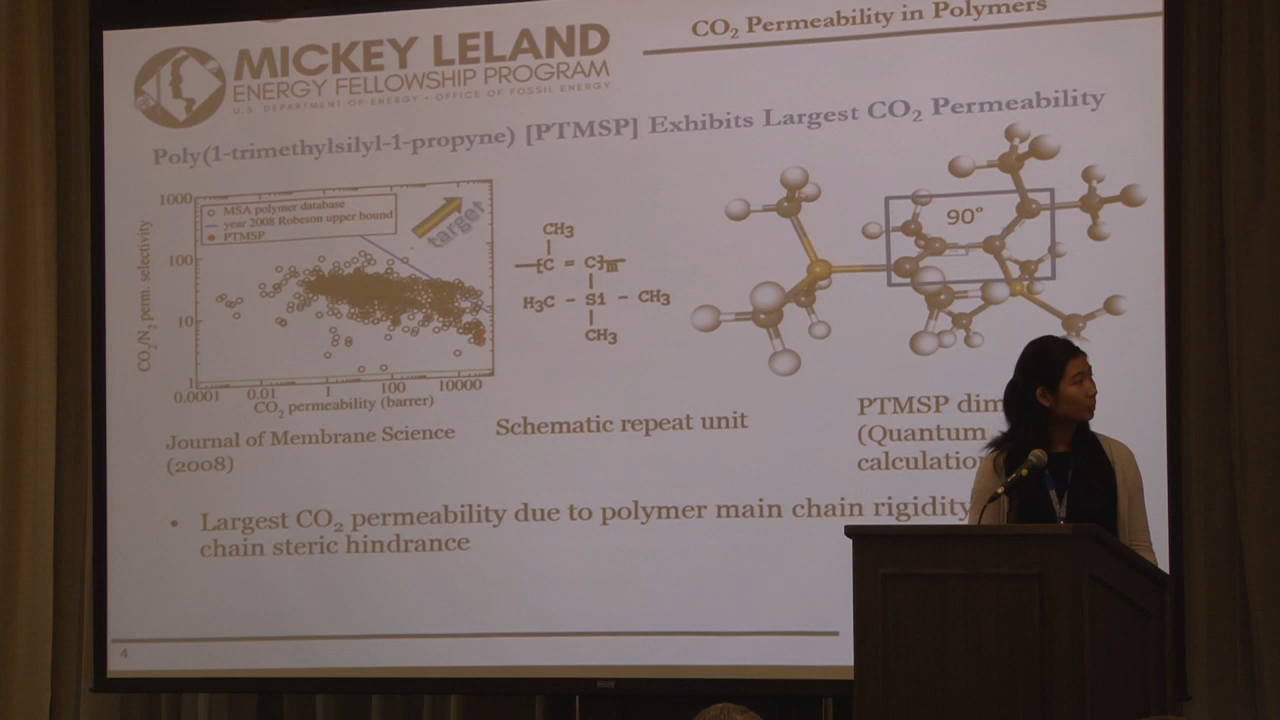 CO₂ Permeability in Polymers
MICKEY LELAND
ENERGY FELLOWSHIP PROGRAM
U.S. DEPARTMENT OF ENERGY • OFFICE OF FOSSIL ENERGY
Poly(1-trimethylsilyl-1-propyne) [PTMSP] Exhibits Largest CO₂ Permeability
1000
100
10
1
CO₂/N₂ perm. selectivity
MSA polymer database
year 2008 Robeson upper bound
PTMSP
target
0.0001 0.01 1 100 10000
CO₂ permeability (barrer)
Journal of Membrane Science
(2008)
CH₃
[C = C]m
H₃C - Si - CH₃
CH₃
Schematic repeat unit
90°
PTMSP
(Quantum
• Largest CO₂ permeability due to polymer main chain rigidity
chain steric hindrance
4